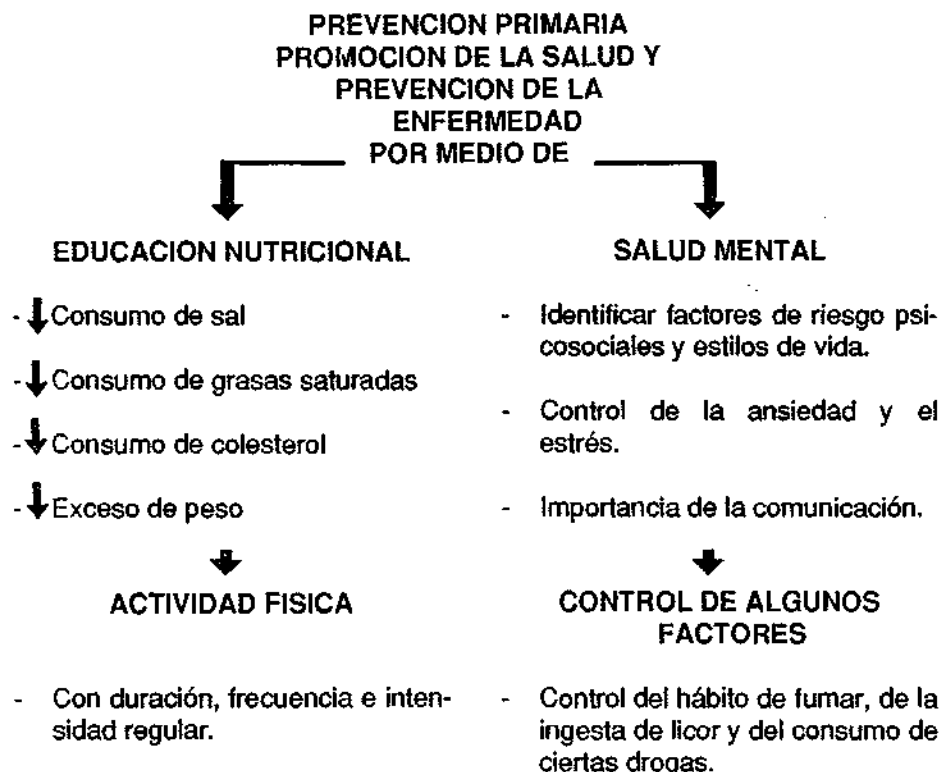 PREVENCION PRIMARIA
PROMOCION DE LA SALUD Y
PREVENCION DE LA
ENFERMEDAD
POR MEDIO DE
EDUCACION NUTRICIONAL
- Consumo de sal
- Consumo de grasas saturadas
- Consumo de colesterol
- Exceso de peso
ACTIVIDAD FISICA
- Con duración, frecuencia e inten-
sidad regular.
SALUD MENTAL
- Identificar factores de riesgo psi-
cosociales y estilos de vida.
- Control de la ansiedad y el
estrés.
- Importancia de la comunicación.
CONTROL DE ALGUNOS
FACTORES
- Control del hábito de fumar, de la
ingesta de licor y del consumo de
ciertas drogas.